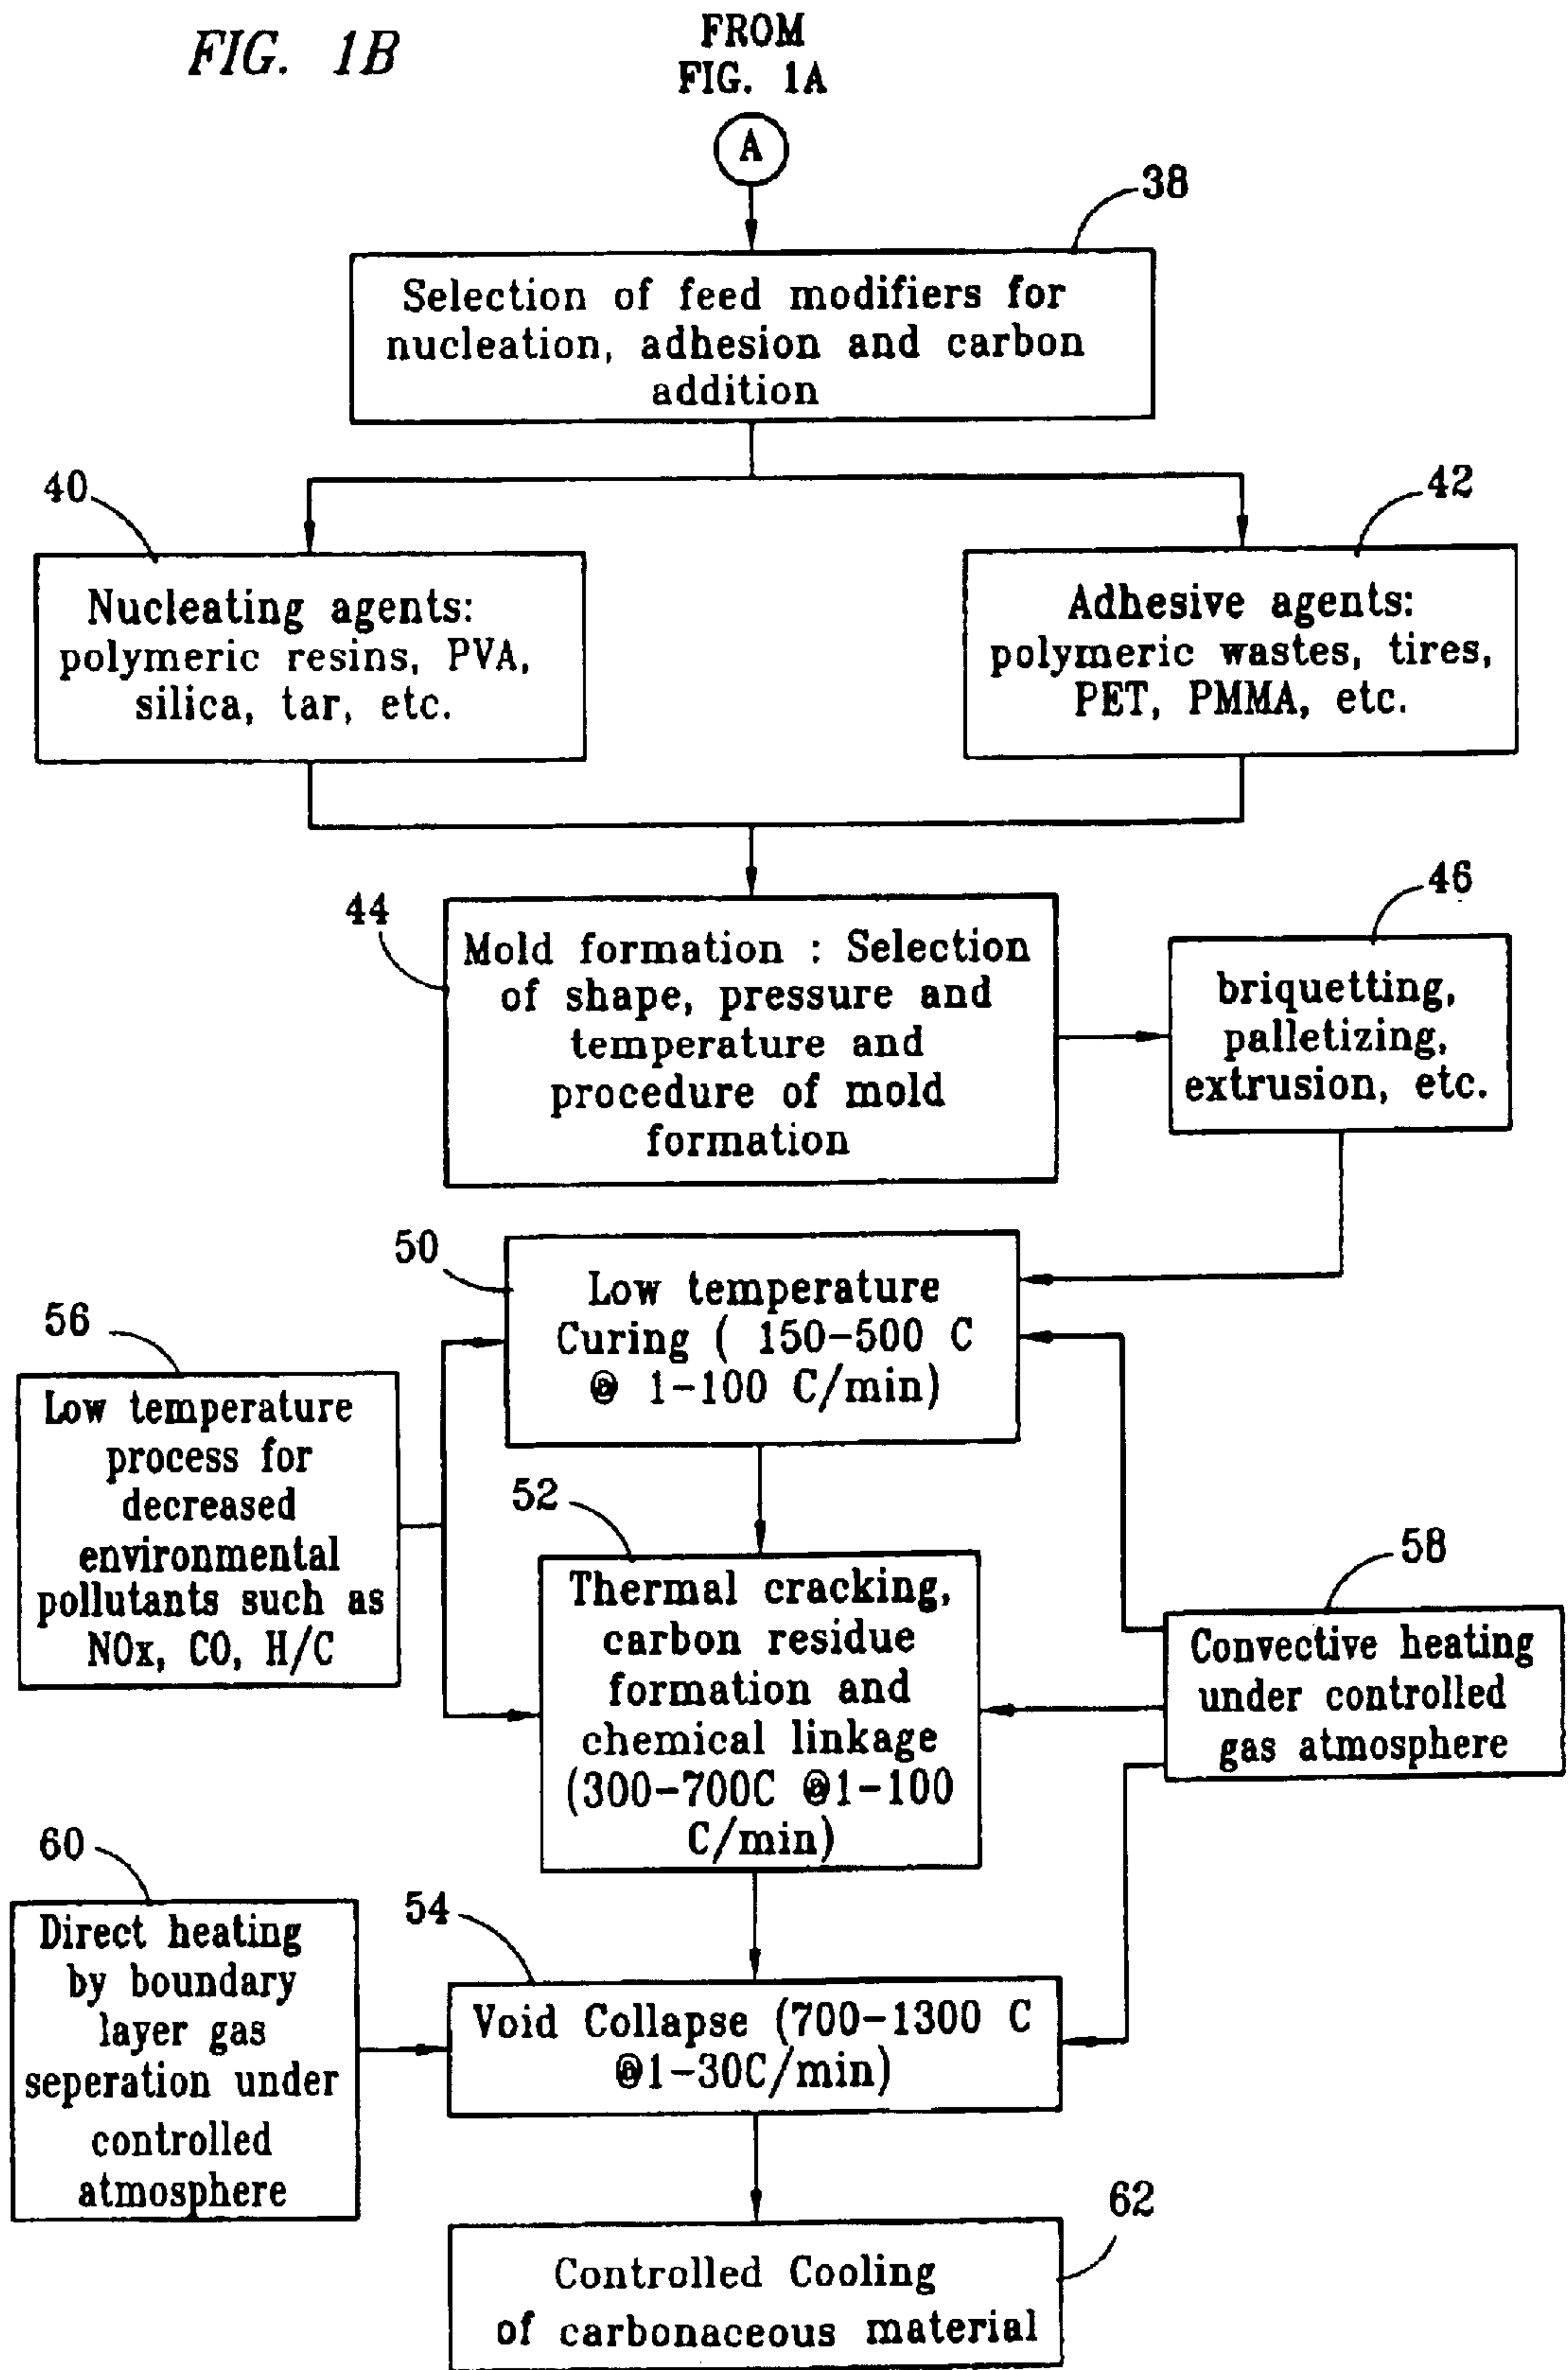 FIG. 1B
FROM
FIG. 1A
A
38
Selection of feed modifiers for
nucleation, adhesion and carbon
addition
40
Nucleating agents:
polymeric resins, PVA,
silica, tar, etc.
42
Adhesive agents:
polymeric wastes, tires,
PET, PMMA, etc.
44
Mold formation : Selection
of shape, pressure and
temperature and
procedure of mold
formation
46
briquetting,
palletizing,
extrusion, etc.
50
Low temperature
Curing ( 150-500 C
@ 1-100 C/min)
56
Low temperature
process for
decreased
environmental
pollutants such as
NOx, CO, H/C
52
Thermal cracking,
carbon residue
formation and
chemical linkage
(300-700C @1-100
C/min)
58
Convective heating
under controlled
gas atmosphere
60
Direct heating
by boundary
layer gas
seperation under
controlled
atmosphere
54
Void Collapse (700-1300 C
@1-30C/min)
62
Controlled Cooling
of carbonaceous material